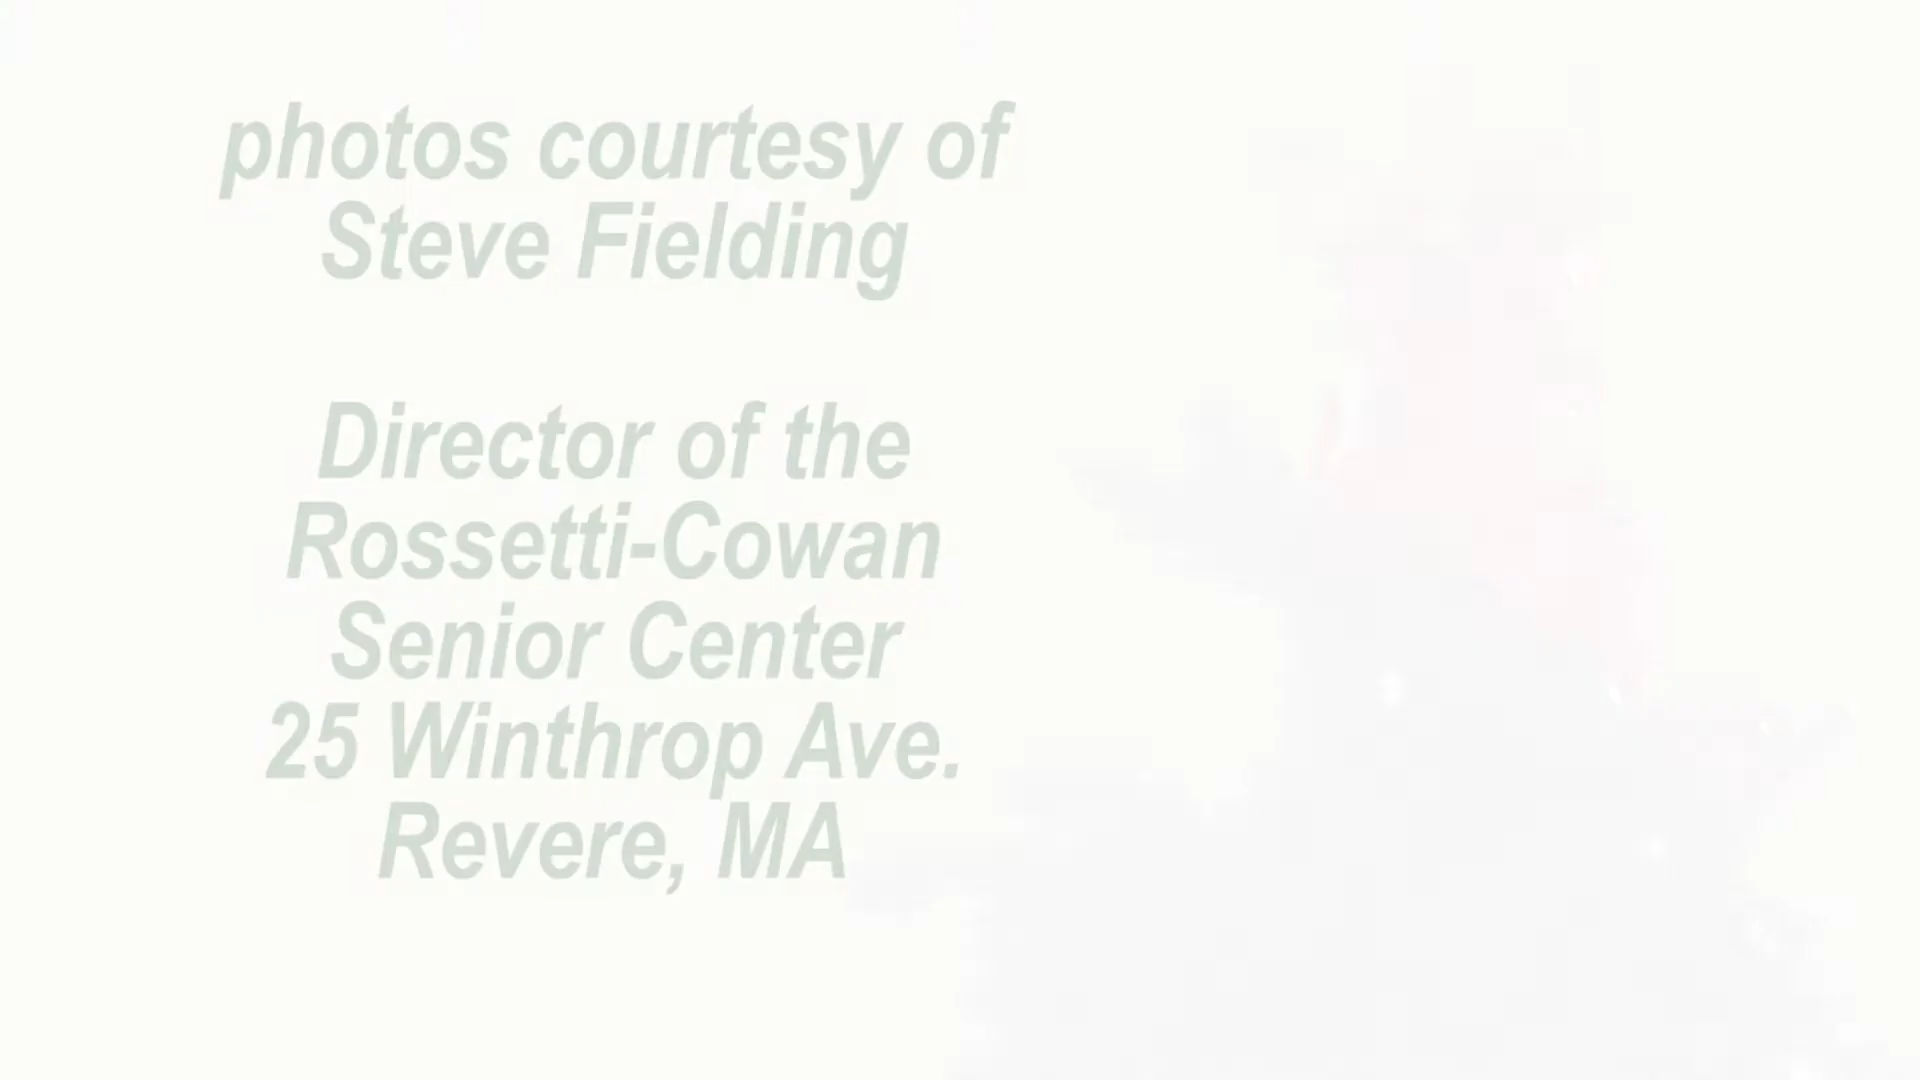 photos courtesy of
Steve Fielding
Director of the
Rossetti-Cowan
Senior Center
25 Winthrop Ave.
Revere, MA